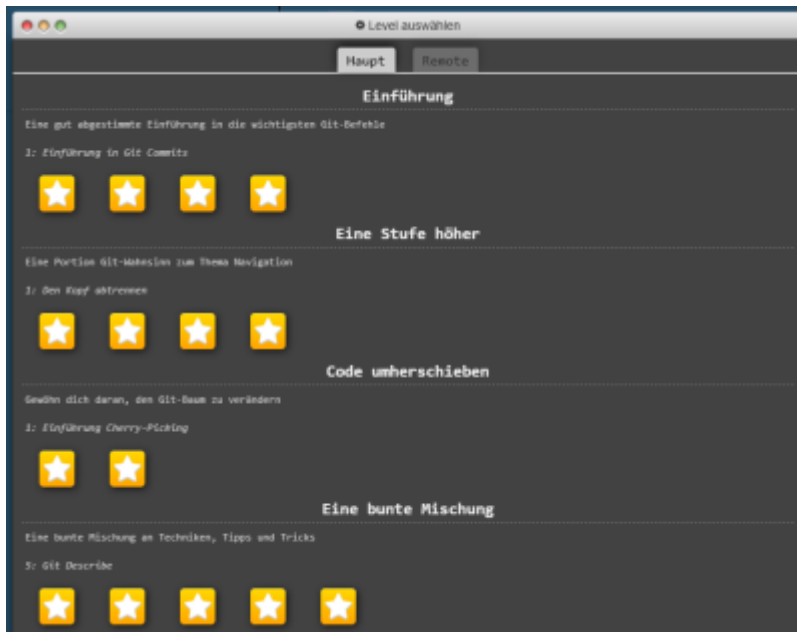 Level auswählen
Haupt
Remote
Einführung
Eine gut abgestimmte Einführung in die wichtigsten Git-Befehle
1: Einführung in Git Commits
Eine Stufe höher
Eine Portion Git-Wahnsinn zum Thema Navigation
1: Den Kopf abtrennen
Code umherschieben
Gewöhn dich daran, den Git-Baum zu verändern
1: Einführung Cherry-Picking
Eine bunte Mischung
Eine bunte Mischung an Techniken, Tipps und Tricks
5: Git Describe